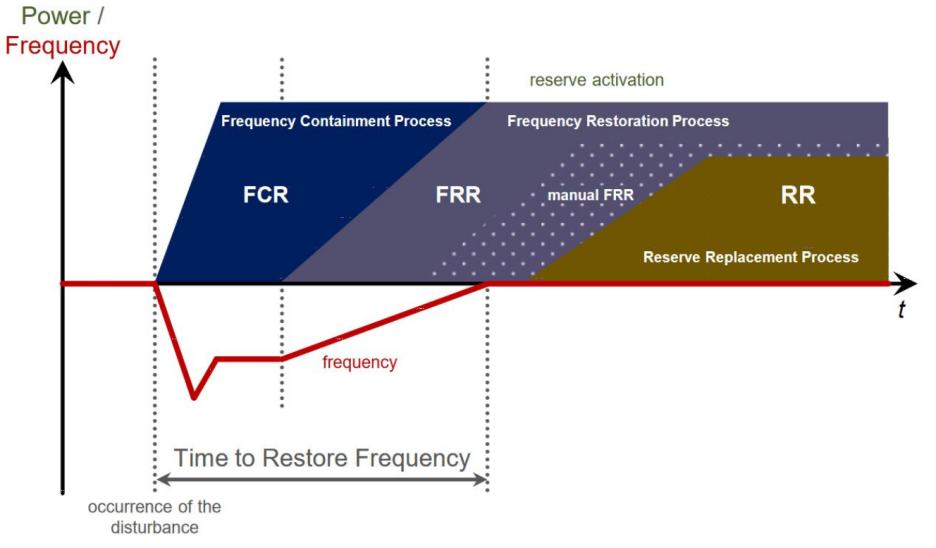 Power /
Frequency
reserve activation
Frequency Containment Process
Frequency Restoration Process
FCR
FRR
manual FRR
RR
Reserve Replacement Process
t
frequency
Time to Restore Frequency
occurrence of the
disturbance